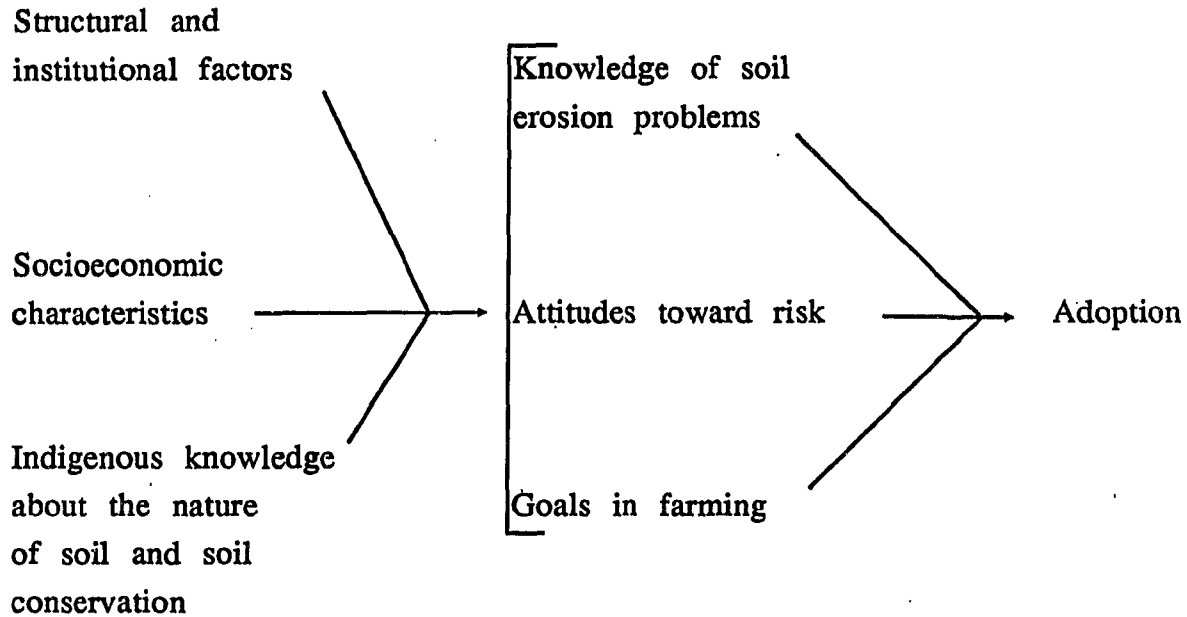 Structural and
institutional factors
Socioeconomic
characteristics
Indigenous knowledge
about the nature
of soil and soil
conservation
Knowledge of soil
erosion problems
Attitudes toward risk
Goals in farming
Adoption